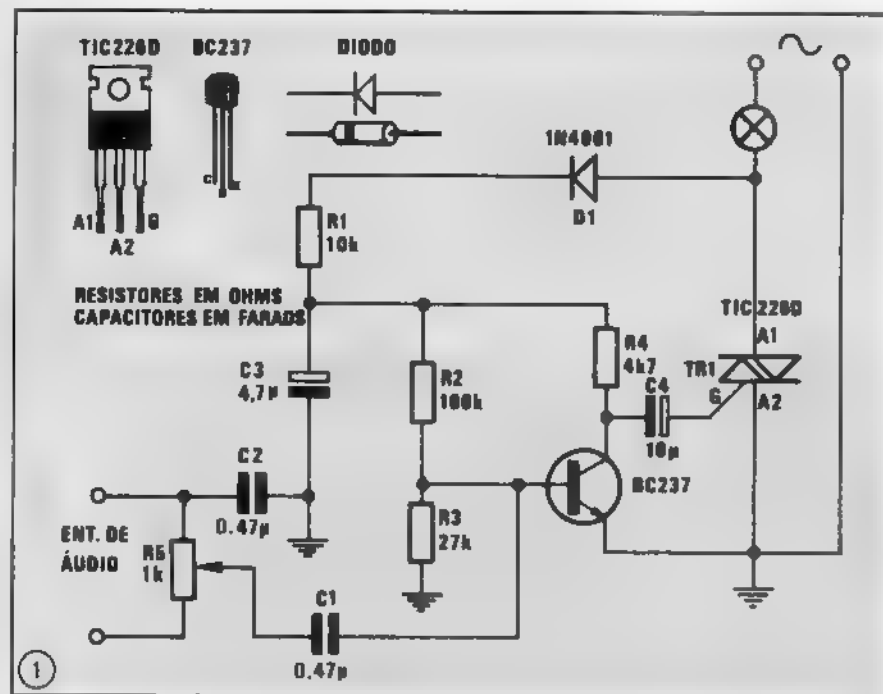 TIC226D
BC237
DIODO
A1
G
A2
C
B
E
RESISTORES EM OHMS
CAPACITORES EM FARADS
1N4001
D1
R1
10k
C3
4,7µ
R2
100k
R4
4k7
C4
10µ
TIC226D
A1
TR1
G
A2
C2
0.47µ
R3
27k
BC237
ENT. DE
ÁUDIO
R5
1k
C1
0.47µ
1